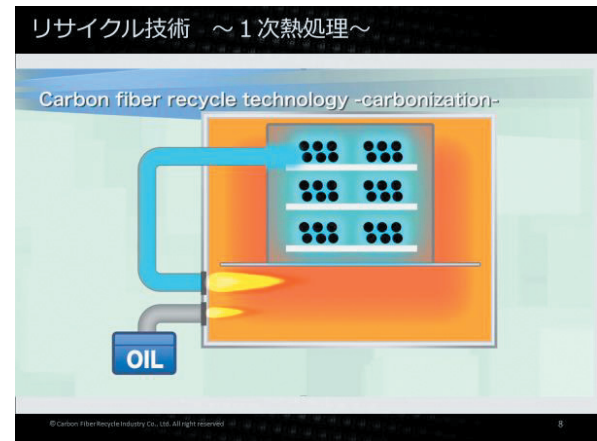 リサイクル技術 ～１次熱処理～
Carbon fiber recycle technology -carbonization-
OIL
© Carbon Fiber Recycle Industry Co., Ltd. All right reserved
8